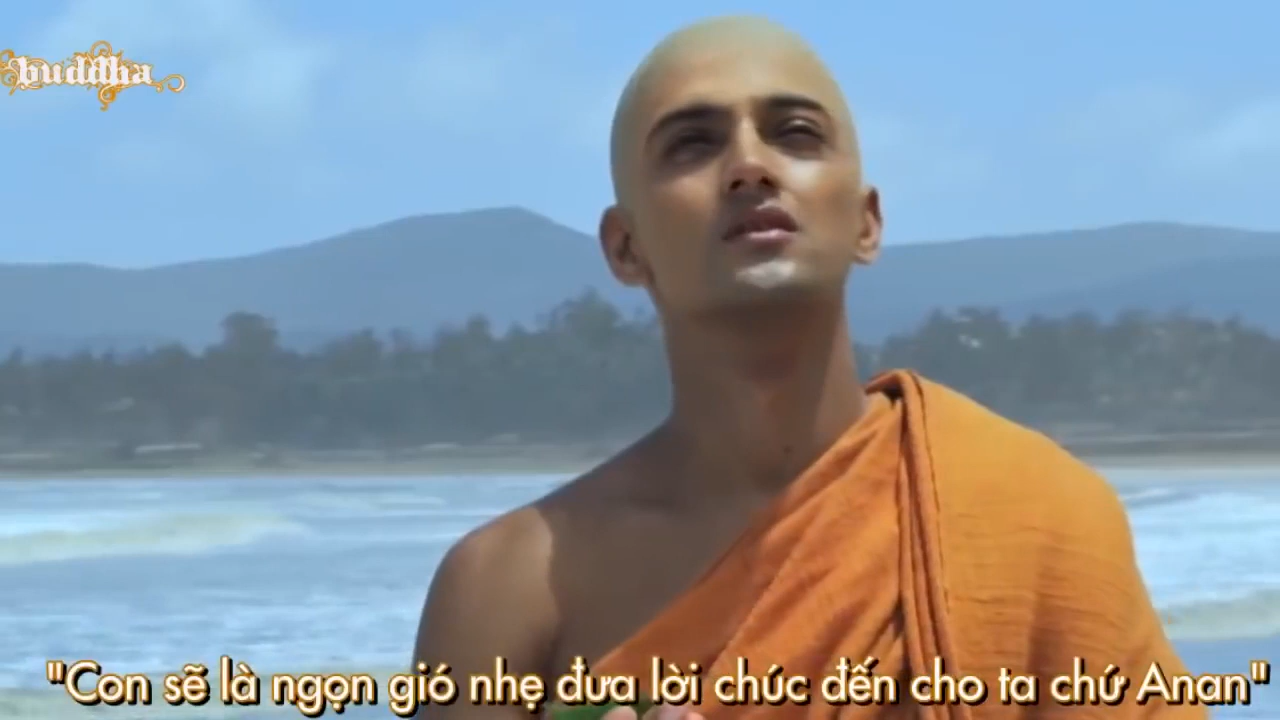 buddha
"Con sẽ là ngọn gió nhẹ đưa lời chúc đến cho ta chứ Anan"